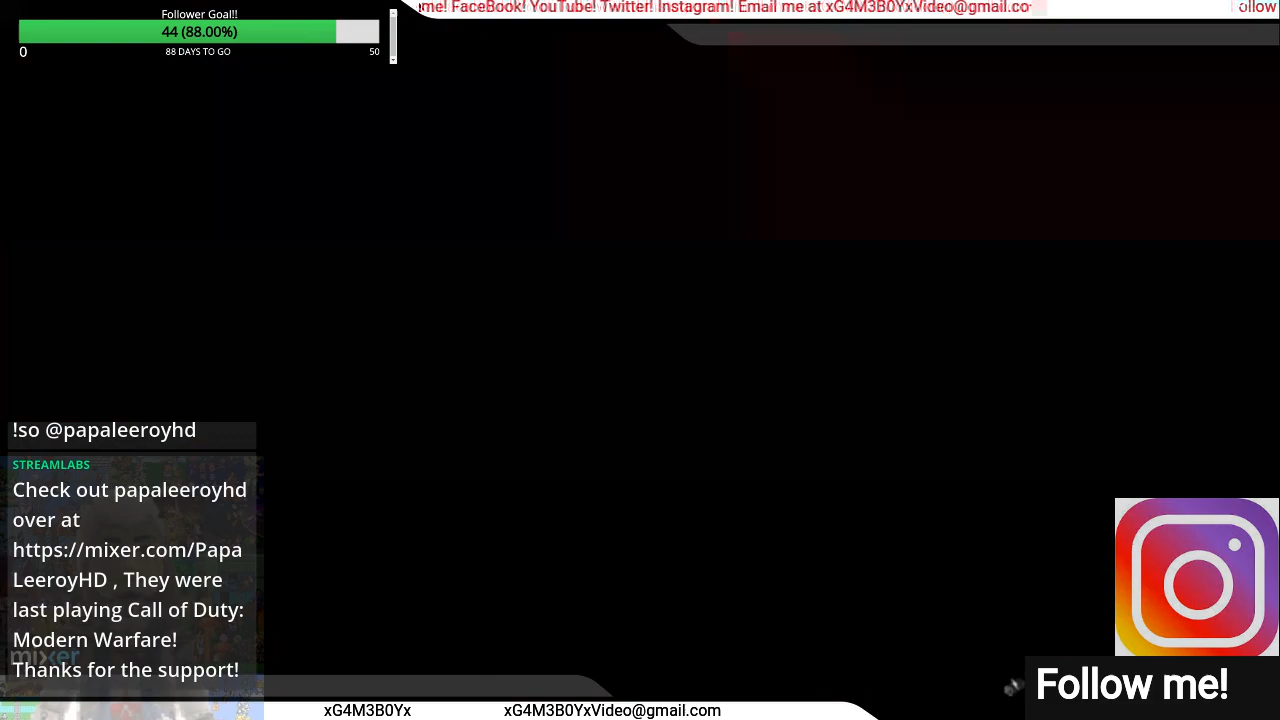 Follower Goal!!
44 (88.00%)
0
88 DAYS TO GO
50
me! FaceBook! YouTube! Twitter! Instagram! Email me at xG4M3B0YxVideo@gmail.co
ollow
!so @papaleeroyhd
STREAMLABS
Check out papaleeroyhd
over at
https://mixer.com/Papa
LeeroyHD , They were
last playing Call of Duty:
Modern Warfare!
mixer
Thanks for the support!
Follow me!
xG4M3B0Yx
xG4M3B0YxVideo@gmail.com